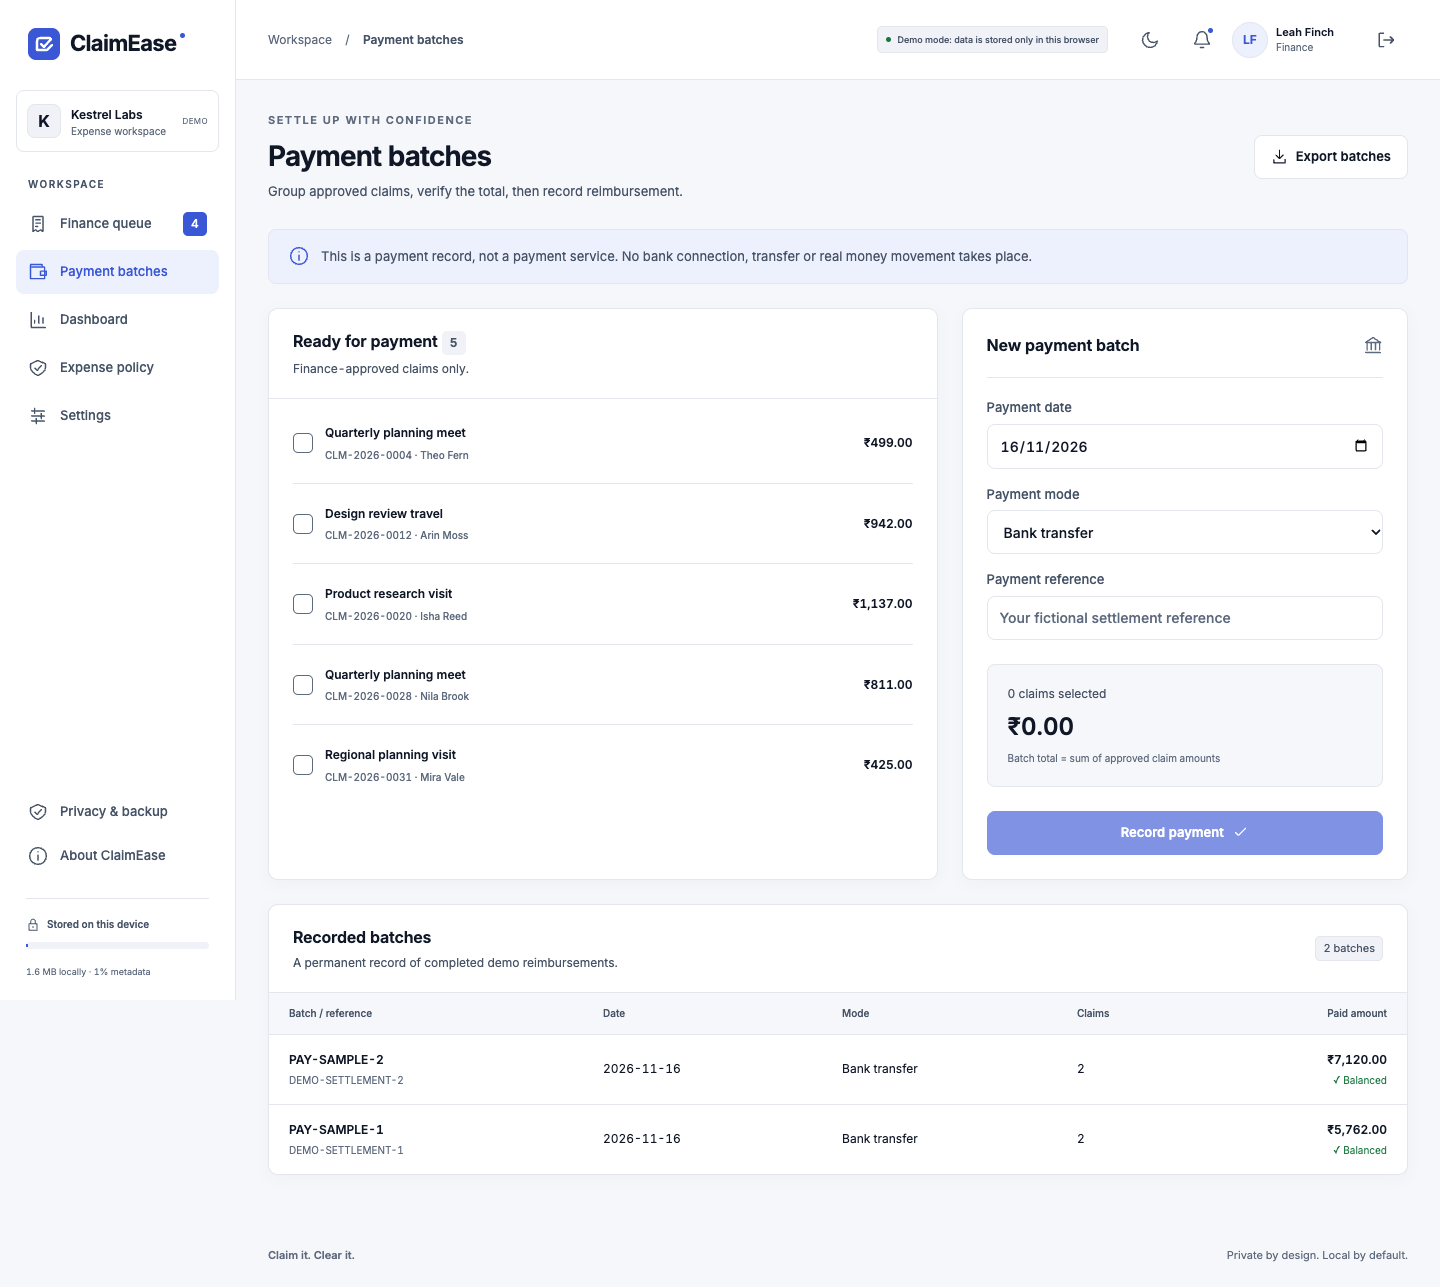 ClaimEase
K
Kestrel Labs
Expense workspace
DEMO
WORKSPACE
Finance queue 4
Payment batches
Dashboard
Expense policy
Settings
Privacy & backup
About ClaimEase
Stored on this device
1.6 MB locally · 1% metadata
Workspace / Payment batches
Demo mode: data is stored only in this browser
LF
Leah Finch
Finance
SETTLE UP WITH CONFIDENCE
Payment batches
Group approved claims, verify the total, then record reimbursement.
Export batches
This is a payment record, not a payment service. No bank connection, transfer or real money movement takes place.
Ready for payment 5
Finance-approved claims only.
Quarterly planning meet
CLM-2026-0004 · Theo Fern
₹499.00
Design review travel
CLM-2026-0012 · Arin Moss
₹942.00
Product research visit
CLM-2026-0020 · Isha Reed
₹1,137.00
Quarterly planning meet
CLM-2026-0028 · Nila Brook
₹811.00
Regional planning visit
CLM-2026-0031 · Mira Vale
₹425.00
New payment batch
Payment date
16/11/2026
Payment mode
Bank transfer
Payment reference
Your fictional settlement reference
0 claims selected
₹0.00
Batch total = sum of approved claim amounts
Record payment ✓
Recorded batches
A permanent record of completed demo reimbursements.
2 batches
Batch / reference Date Mode Claims Paid amount
PAY-SAMPLE-2
DEMO-SETTLEMENT-2
2026-11-16 Bank transfer 2
₹7,120.00
✓ Balanced
PAY-SAMPLE-1
DEMO-SETTLEMENT-1
2026-11-16 Bank transfer 2
₹5,762.00
✓ Balanced
Claim it. Clear it.
Private by design. Local by default.